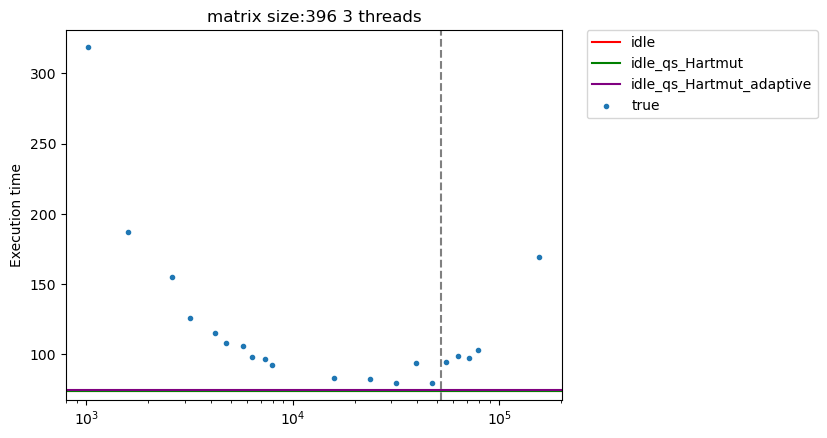 matrix size:396 3 threads
Execution time
300
250
200
150
100
10³
10⁴
10⁵
idle
idle_qs_Hartmut
idle_qs_Hartmut_adaptive
true